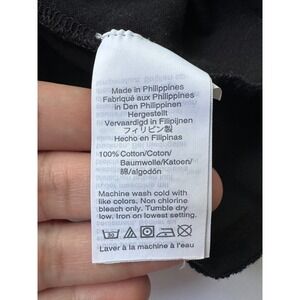 Made in Philippines
Fabriqué aux Philippines
in Den Philippinen
Hergestellt
Vervaardigd in Filipijnen
フィリピン製
Hecho en Filipinas
100% Cotton/Coton/
Baumwolle/Katoen/
綿/algodón
Machine wash cold with
like colors. Non chlorine
bleach only. Tumble dry
low. Iron on lowest setting.
30
Laver à la machine à l'eau